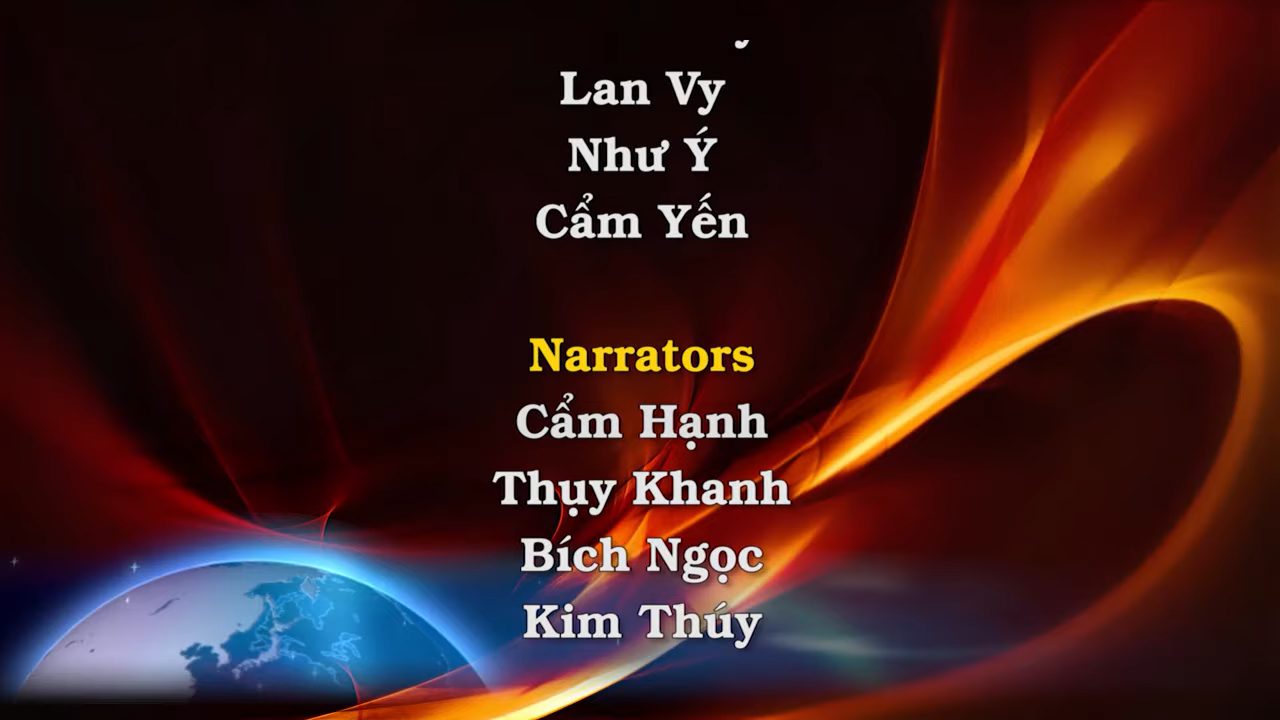 Lan Vy
Như Ý
Cẩm Yến
Narrators
Cẩm Hạnh
Thụy Khanh
Bích Ngọc
Kim Thúy